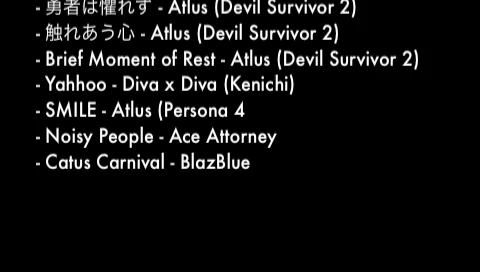 - 勇者は懼れず - Atlus (Devil Survivor 2)
- 触れあう心 - Atlus (Devil Survivor 2)
- Brief Moment of Rest - Atlus (Devil Survivor 2)
- Yahhoo - Diva x Diva (Kenichi)
- SMILE - Atlus (Persona 4
- Noisy People - Ace Attorney
- Catus Carnival - BlazBlue